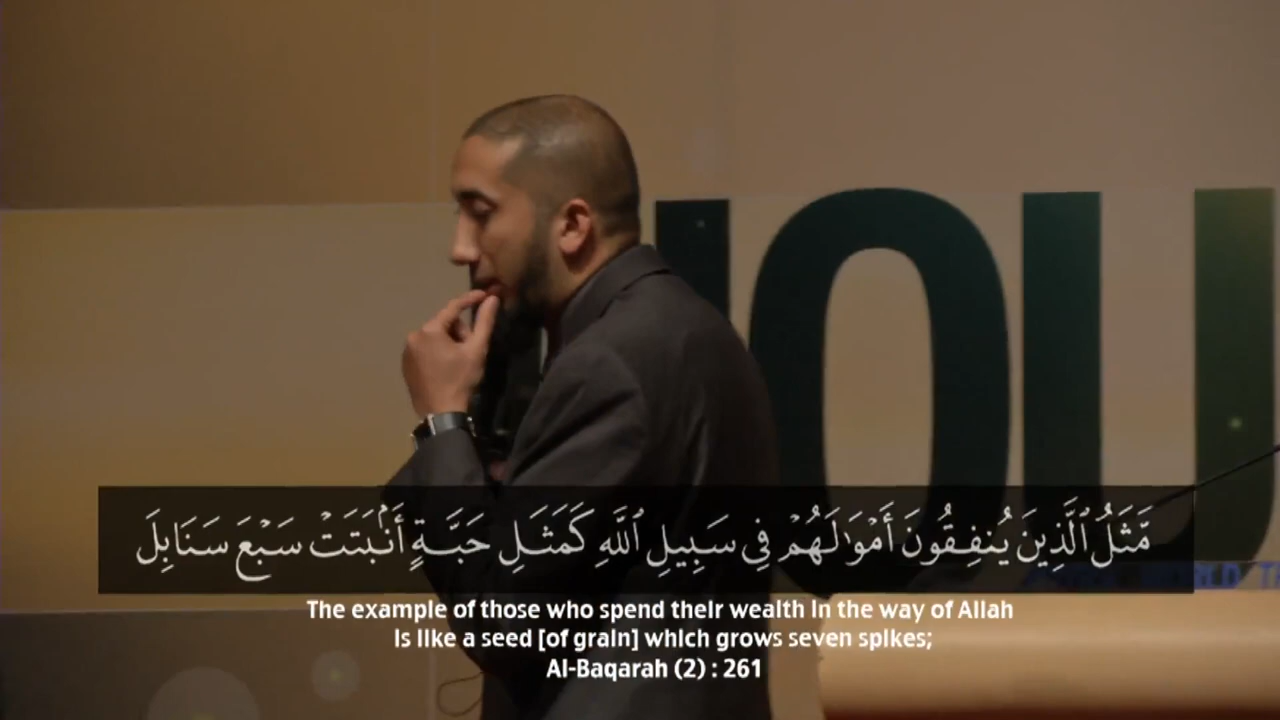 JOU
مَّثَلُ ٱلَّذِينَ يُنفِقُونَ أَمْوَٰلَهُمْ فِى سَبِيلِ ٱللَّهِ كَمَثَلِ حَبَّةٍ أَنۢبَتَتْ سَبْعَ سَنَابِلَ
The example of those who spend their wealth in the way of Allah
is like a seed [of grain] which grows seven spikes;
Al-Baqarah (2) : 261